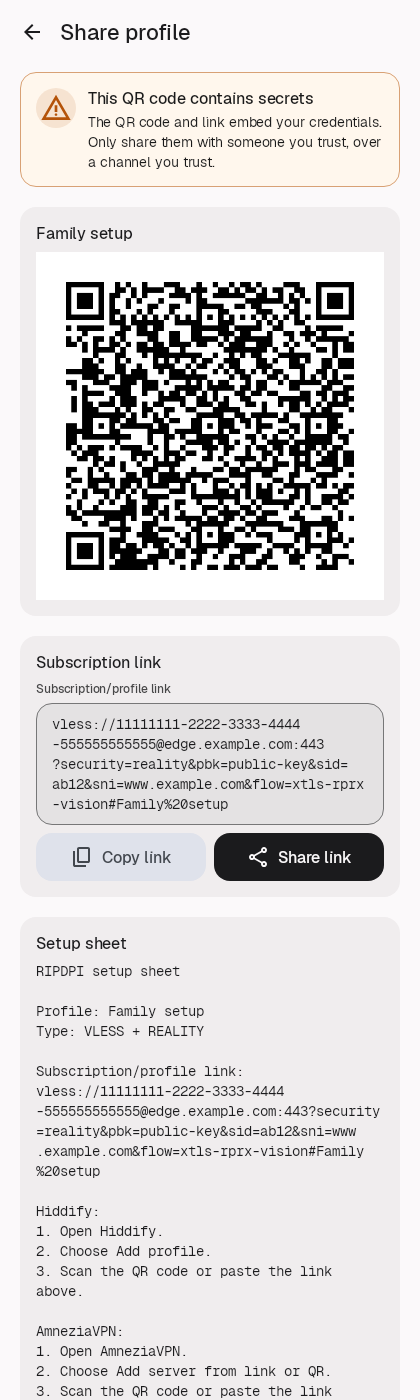 Share profile
This QR code contains secrets
The QR code and link embed your credentials.
Only share them with someone you trust, over
a channel you trust.
Family setup
Subscription link
Subscription/profile link
vless://11111111-2222-3333-4444
-555555555555@edge.example.com:443
?security=reality&pbk=public-key&sid=
ab12&sni=www.example.com&flow=xtls-rprx
-vision#Family%20setup
Copy link
Share link
Setup sheet
RIPDPI setup sheet
Profile: Family setup
Type: VLESS + REALITY
Subscription/profile link:
vless://11111111-2222-3333-4444
-555555555555@edge.example.com:443?security
=reality&pbk=public-key&sid=ab12&sni=www
.example.com&flow=xtls-rprx-vision#Family
%20setup
Hiddify:
1. Open Hiddify.
2. Choose Add profile.
3. Scan the QR code or paste the link
above.
AmneziaVPN:
1. Open AmneziaVPN.
2. Choose Add server from link or QR.
3. Scan the QR code or paste the link